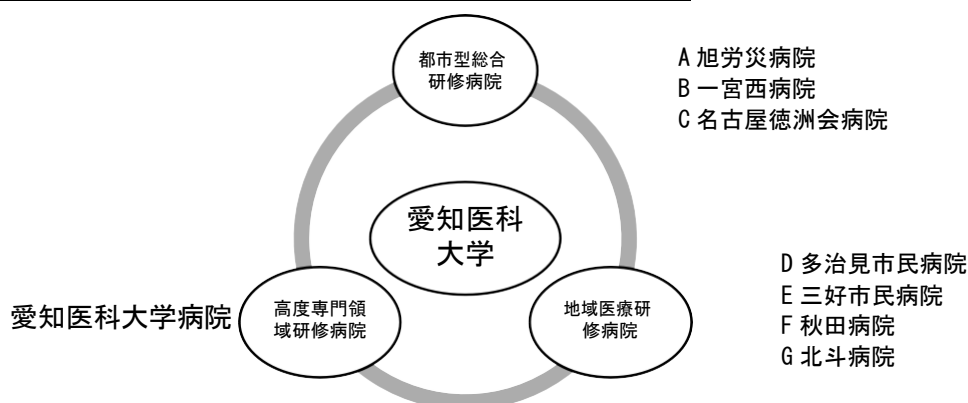 都市型総合
研修病院
A 旭労災病院
B 一宮西病院
C 名古屋徳洲会病院
愛知医科
大学
愛知医科大学病院
高度専門領
域研修病院
地域医療研
修病院
D 多治見市民病院
E 三好市民病院
F 秋田病院
G 北斗病院